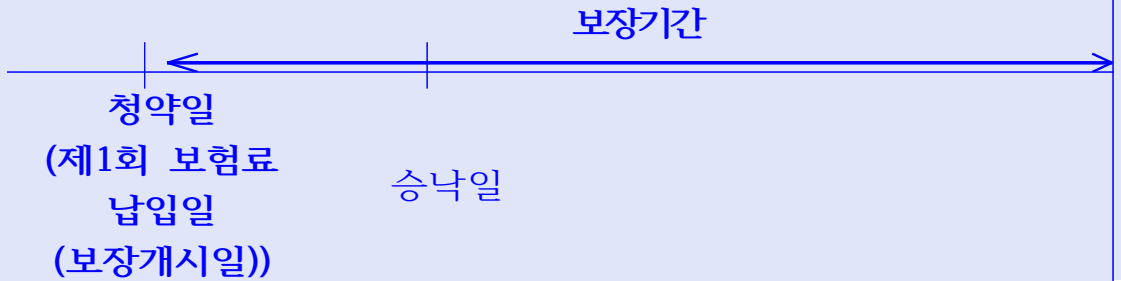 보장기간
청약일
(제1회 보험료
납입일
(보장개시일))
승낙일